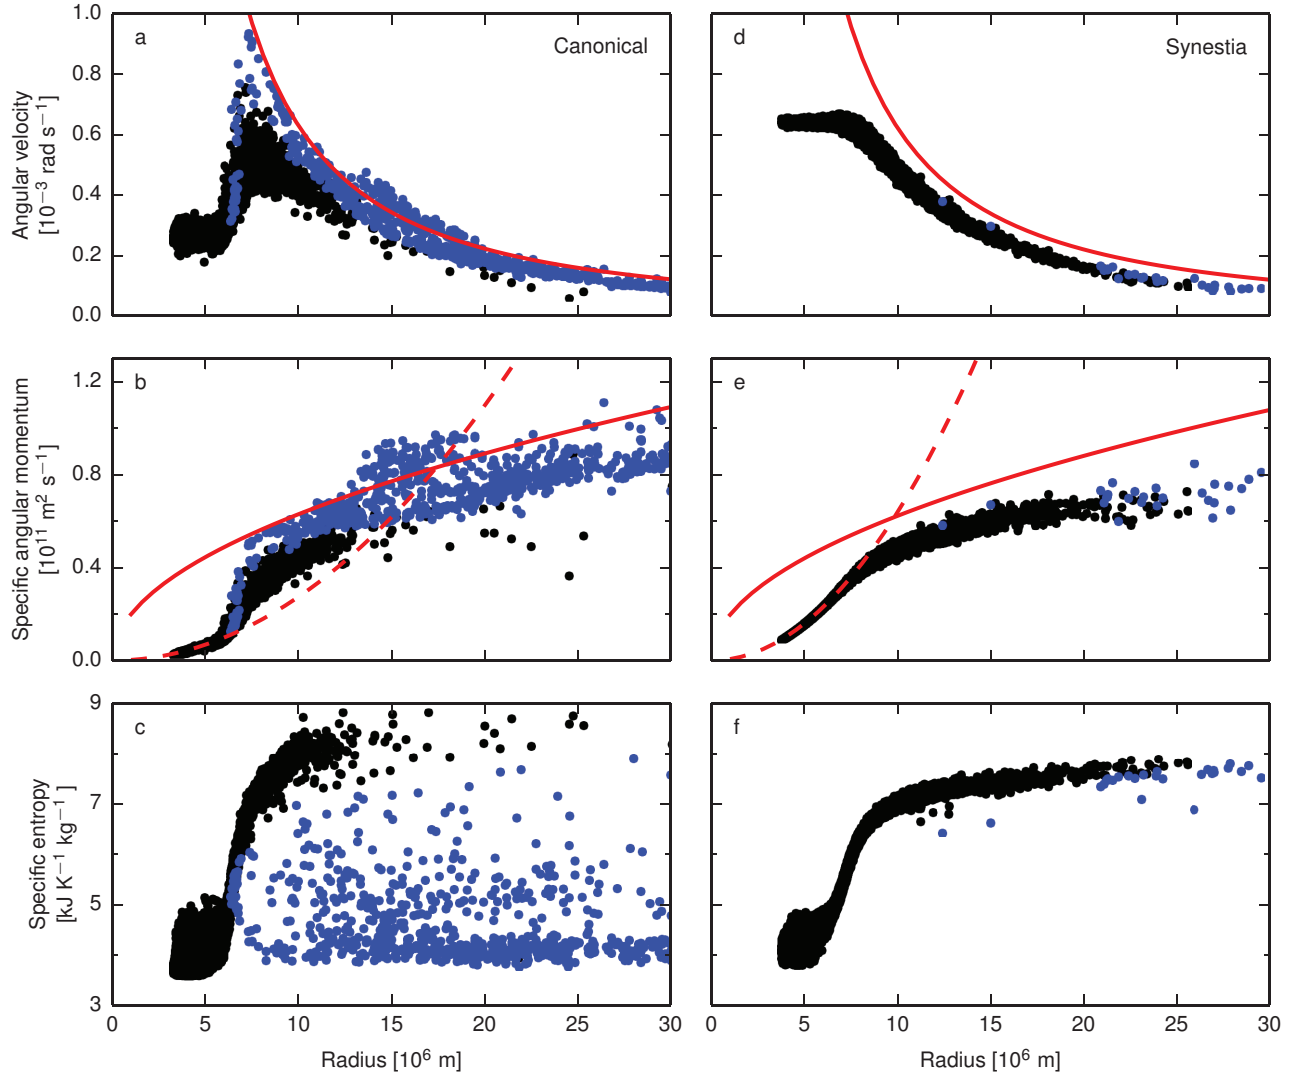 a
Canonical
Angular velocity
[10⁻³ rad s⁻¹]
1.0
0.8
0.6
0.4
0.2
0.0
d
Synestia
b
Specific angular momentum
[10¹¹ m² s⁻¹]
1.2
0.8
0.4
0.0
e
c
Specific entropy
[kJ K⁻¹ kg⁻¹ ]
9
7
5
3
f
0 5 10 15 20 25 30
0 5 10 15 20 25 30
Radius [10⁶ m]
Radius [10⁶ m]